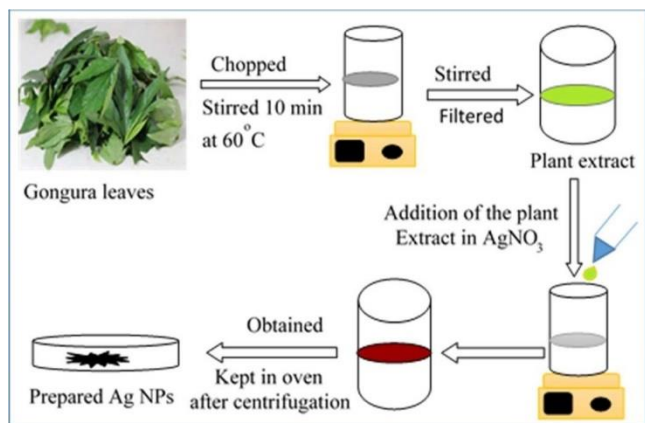 Chopped
Stirred 10 min
at 60°C
Stirred
Filtered
Gongura leaves
Plant extract
Addition of the plant
Extract in AgNO₃
Obtained
Kept in oven
after centrifugation
Prepared Ag NPs